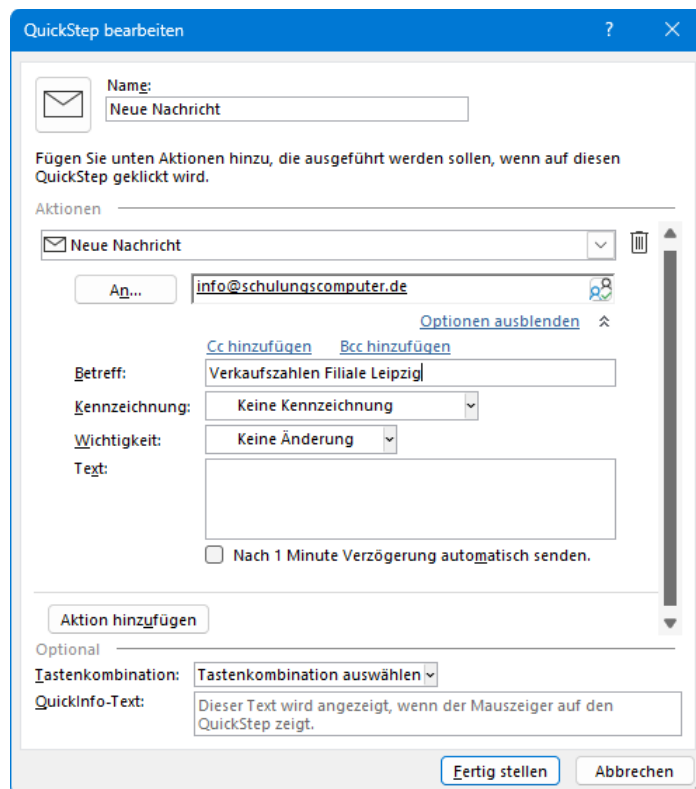 QuickStep bearbeiten ?
Name:
Neue Nachricht
Fügen Sie unten Aktionen hinzu, die ausgeführt werden sollen, wenn auf diesen
QuickStep geklickt wird.
Aktionen
Neue Nachricht
An...
info@schulungscomputer.de
Optionen ausblenden
Cc hinzufügen Bcc hinzufügen
Betreff: Verkaufszahlen Filiale Leipzig
Kennzeichnung: Keine Kennzeichnung
Wichtigkeit: Keine Änderung
Text:
Nach 1 Minute Verzögerung automatisch senden.
Aktion hinzufügen
Optional
Tastenkombination: Tastenkombination auswählen
QuickInfo-Text: Dieser Text wird angezeigt, wenn der Mauszeiger auf den
QuickStep zeigt.
Fertig stellen Abbrechen